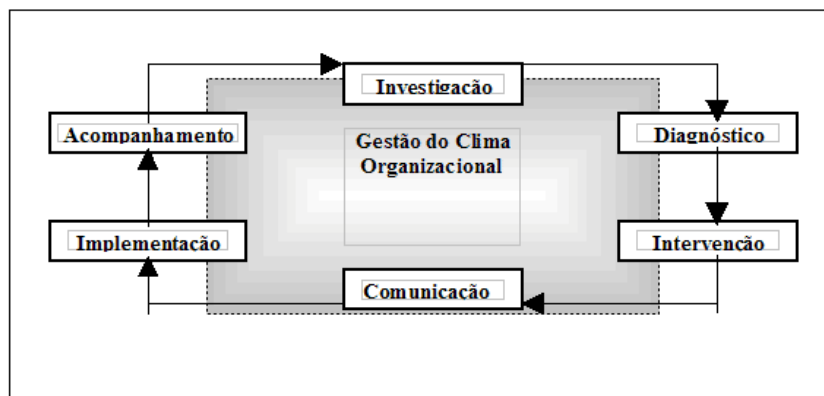 Investigação
Acompanhamento
Diagnóstico
Gestão do Clima
Organizacional
Implementação
Intervenção
Comunicação